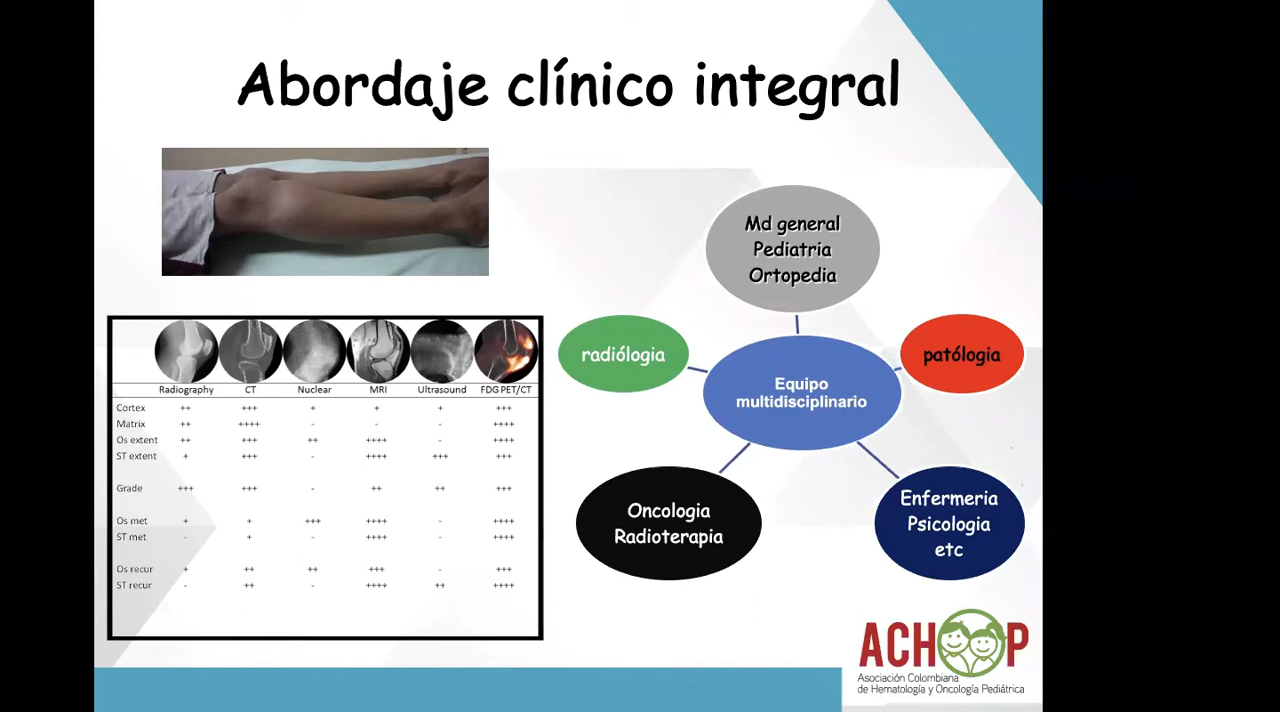 Abordaje clínico integral
Md general
Pediatria
Ortopedia
radiólogia
patólogia
Equipo
multidisciplinario
Oncologia
Radioterapia
Enfermeria
Psicologia
etc
Radiography CT Nuclear MRI Ultrasound FDG PET/CT
Cortex ++ +++ + + + +++
Matrix ++ ++++ - - - ++++
Os extent ++ +++ ++ ++++ - ++++
ST extent + +++ - ++++ +++ +++
Grade +++ +++ - ++ ++ +++
Os met + + +++ ++++ - ++++
ST met - + - ++++ - ++++
Os recur + ++ ++ +++ - +++
ST recur - ++ - ++++ ++ ++++
ACHOP
Asociación Colombiana
de Hematología y Oncología Pediátrica